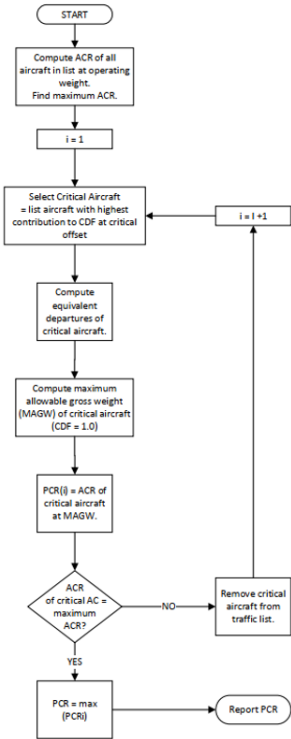 START
Compute ACR of all
aircraft in list at operating
weight.
Find maximum ACR.
i = 1
Select Critical Aircraft
= list aircraft with highest
contribution to CDF at critical
offset
i = I +1
Compute
equivalent
departures of
critical aircraft.
Compute maximum
allowable gross weight
(MAGW) of critical aircraft
(CDF = 1.0)
PCR(i) = ACR of
critical aircraft
at MAGW.
ACR
of critical AC =
maximum
ACR?
NO
Remove critical
aircraft from
traffic list.
YES
PCR = max
(PCRi)
Report PCR